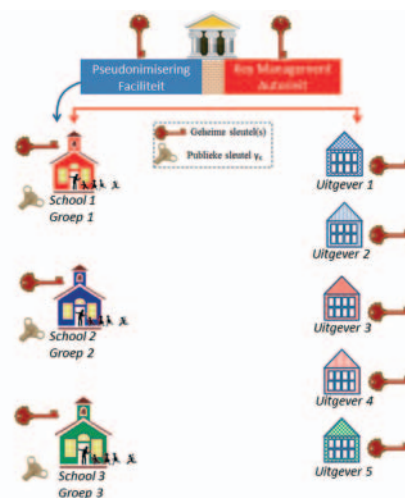 Pseudonimisering
Faciliteit
Key Management
Autoriteit
Geheime sleutel(s)
Publieke sleutel yₖ
School 1
Groep 1
Uitgever 1
Uitgever 2
School 2
Groep 2
Uitgever 3
Uitgever 4
School 3
Groep 3
Uitgever 5